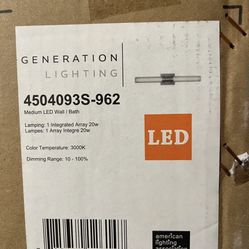 GENERATION
LIGHTING
4504093S-962
Medium LED Wall / Bath
Lamping: 1 Integrated Array 20w
Lampes: 1 Array Integre 20w
Color Temperature: 3000K
Dimming Range: 10 - 100%
LED
american
lighting